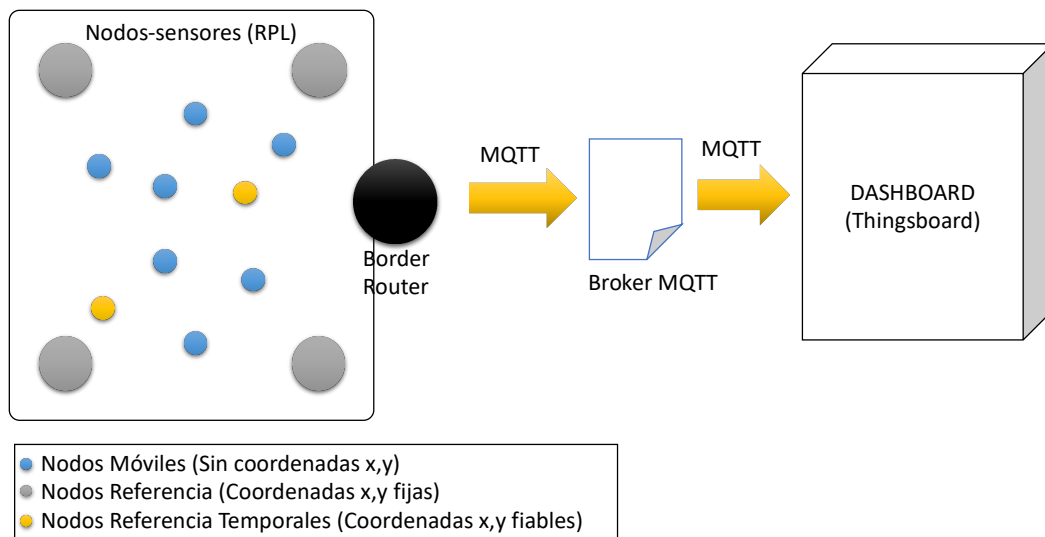 Nodos-sensores (RPL)
MQTT
MQTT
DASHBOARD
(Thingsboard)
Border
Router
Broker MQTT
Nodos Móviles (Sin coordenadas x,y)
Nodos Referencia (Coordenadas x,y fijas)
Nodos Referencia Temporales (Coordenadas x,y fiables)